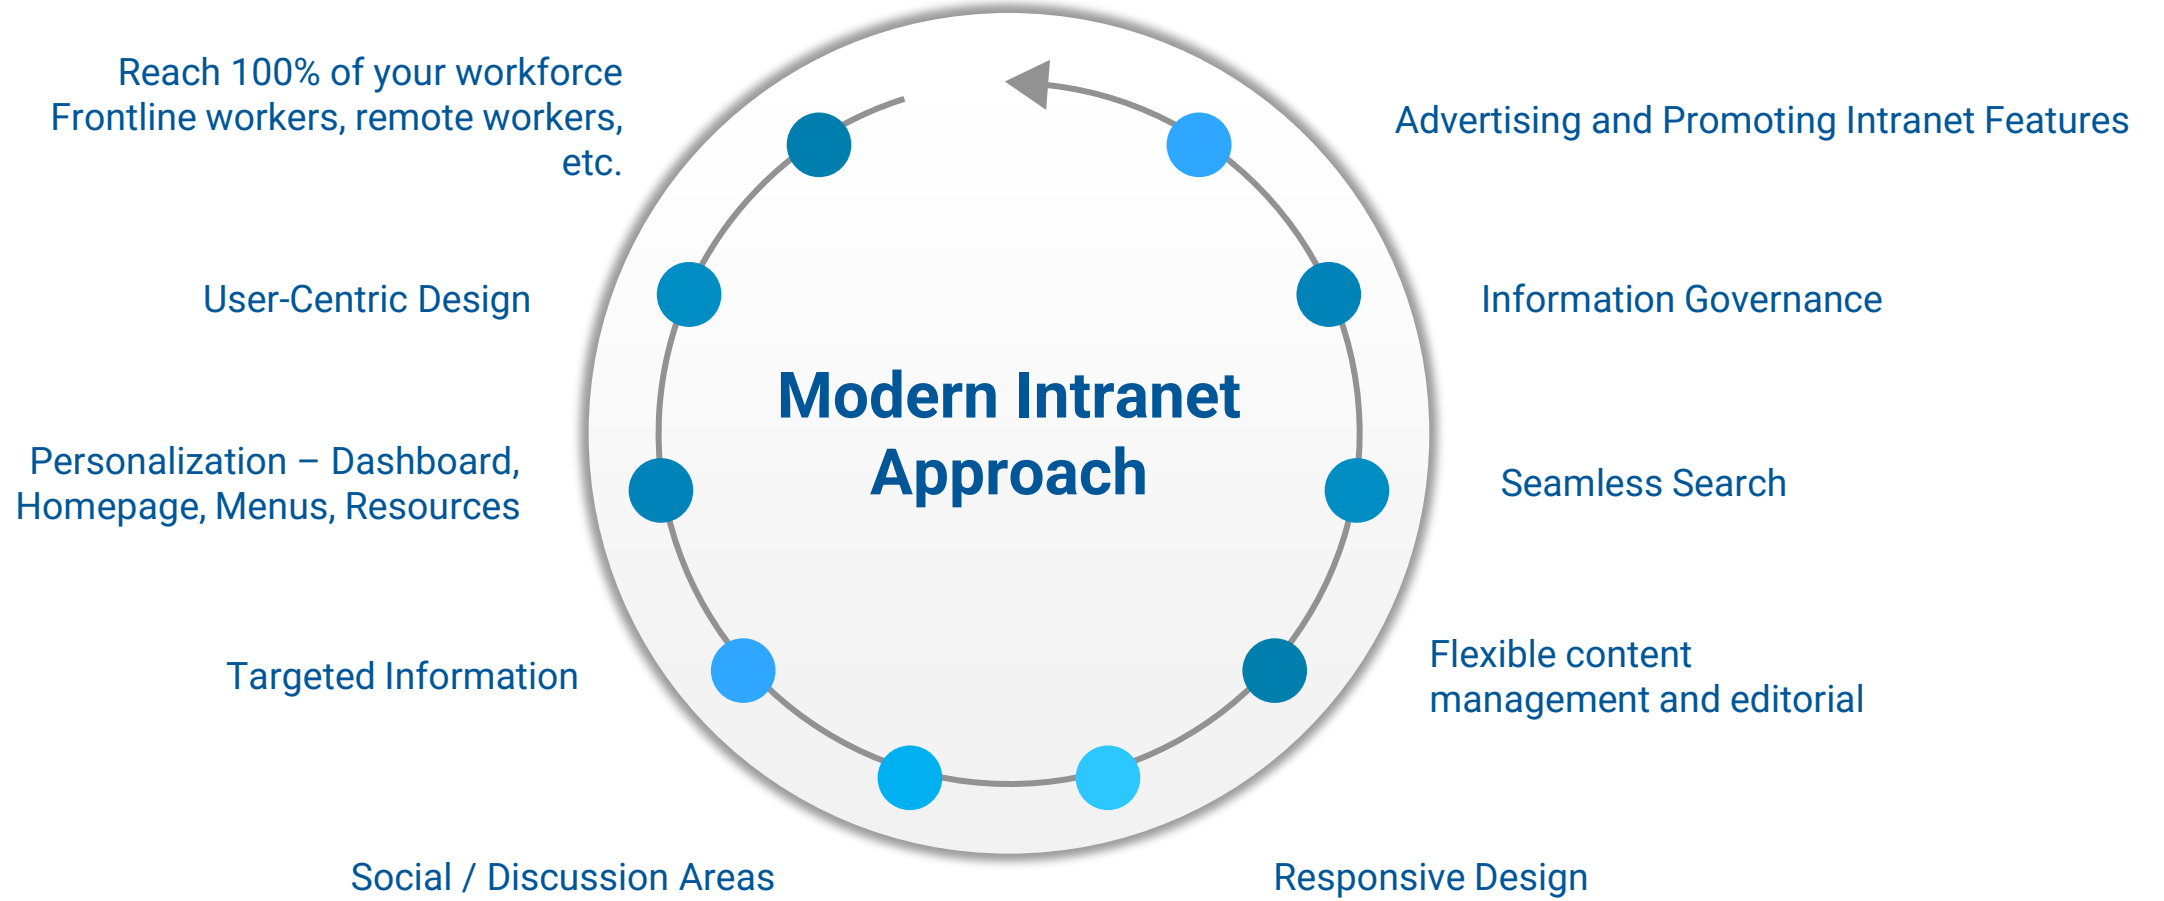 Reach 100% of your workforce
Frontline workers, remote workers,
etc.
User-Centric Design
Personalization – Dashboard,
Homepage, Menus, Resources
Targeted Information
Social / Discussion Areas
Modern Intranet
Approach
Advertising and Promoting Intranet Features
Information Governance
Seamless Search
Flexible content
management and editorial
Responsive Design